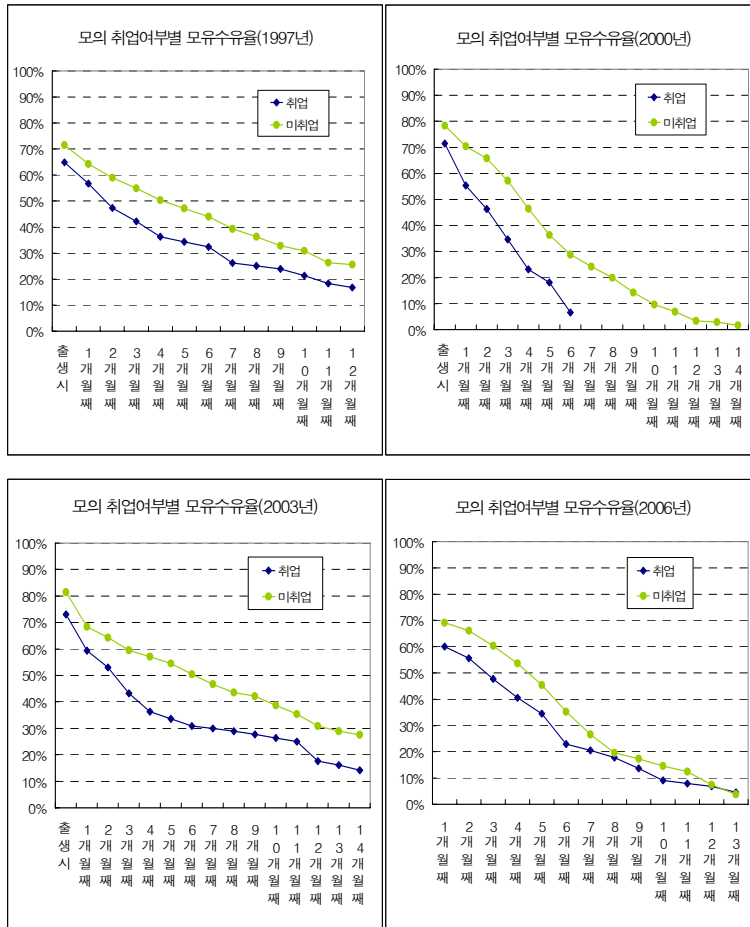 모의 취업여부별 모유수유율(1997년)
100%
90%
80%
70%
60%
50%
40%
30%
20%
10%
0%
취업
미취업
출생시
1개월째
2개월째
3개월째
4개월째
5개월째
6개월째
7개월째
8개월째
9개월째
10개월째
11개월째
12개월째
모의 취업여부별 모유수유율(2000년)
100%
90%
80%
70%
60%
50%
40%
30%
20%
10%
0%
취업
미취업
출생시
1개월째
2개월째
3개월째
4개월째
5개월째
6개월째
7개월째
8개월째
9개월째
10개월째
11개월째
12개월째
13개월째
14개월째
모의 취업여부별 모유수유율(2003년)
100%
90%
80%
70%
60%
50%
40%
30%
20%
10%
0%
취업
미취업
출생시
1개월째
2개월째
3개월째
4개월째
5개월째
6개월째
7개월째
8개월째
9개월째
10개월째
11개월째
12개월째
13개월째
14개월째
모의 취업여부별 모유수유율(2006년)
100%
90%
80%
70%
60%
50%
40%
30%
20%
10%
0%
취업
미취업
1개월째
2개월째
3개월째
4개월째
5개월째
6개월째
7개월째
8개월째
9개월째
10개월째
11개월째
12개월째
13개월째